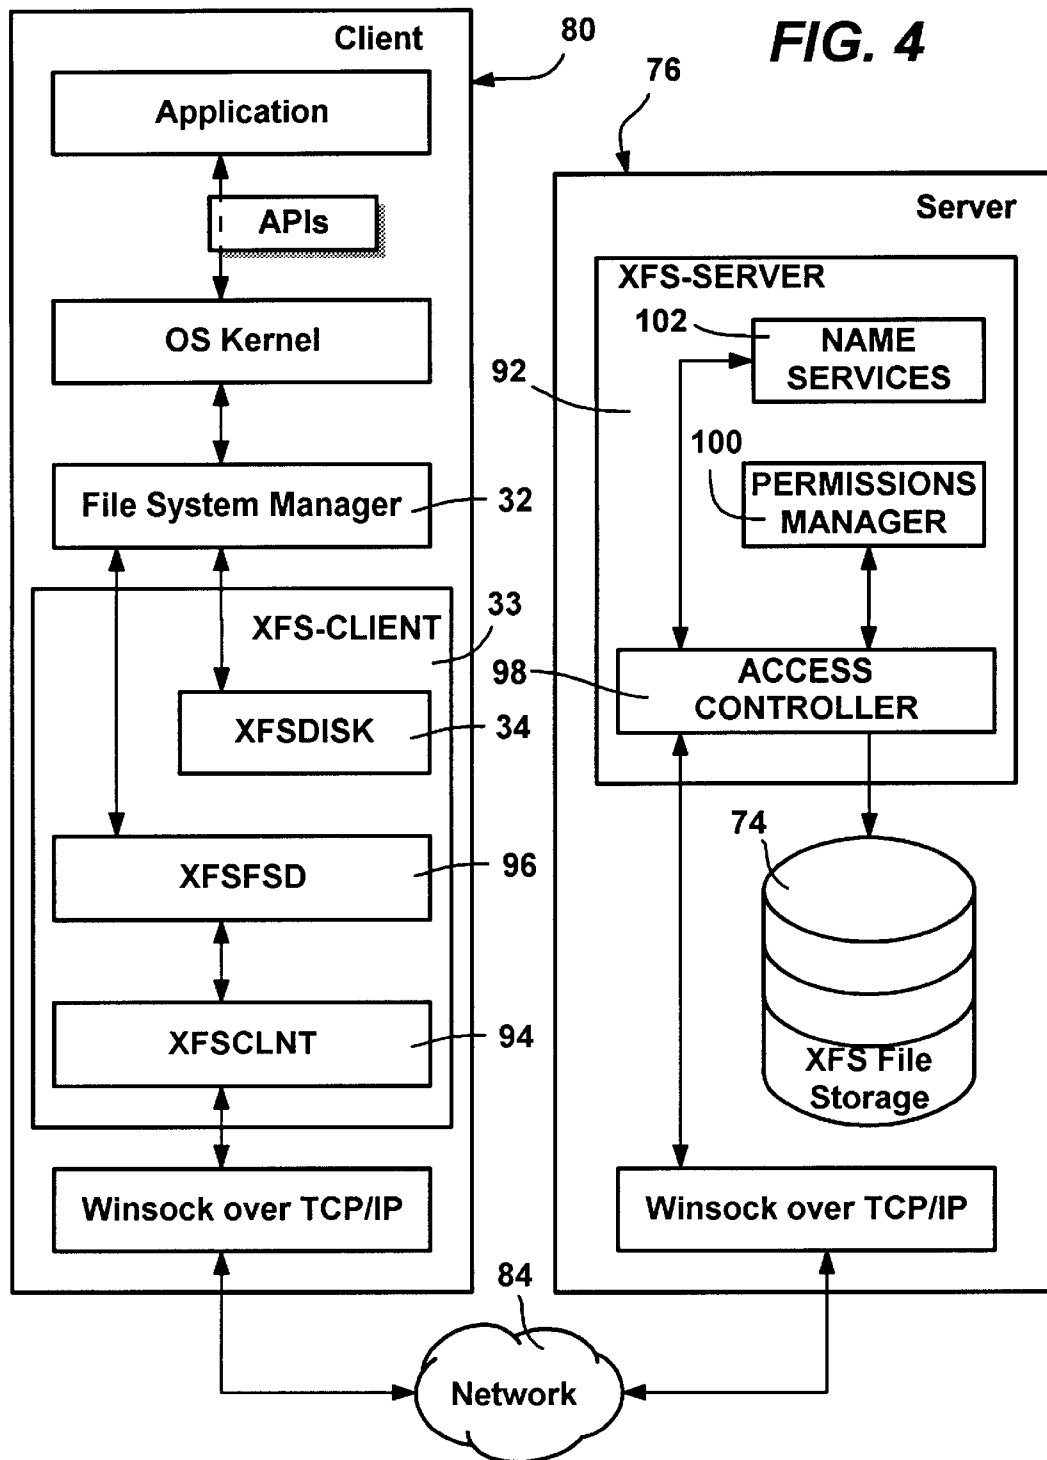 FIG. 4
Client
80
Application
APIs
OS Kernel
File System Manager
32
XFS-CLIENT
33
XFSDISK
34
XFSFSD
96
XFSCLNT
94
Winsock over TCP/IP
76
Server
XFS-SERVER
102
NAME
SERVICES
92
100
PERMISSIONS
MANAGER
98
ACCESS
CONTROLLER
74
XFS File
Storage
Winsock over TCP/IP
84
Network